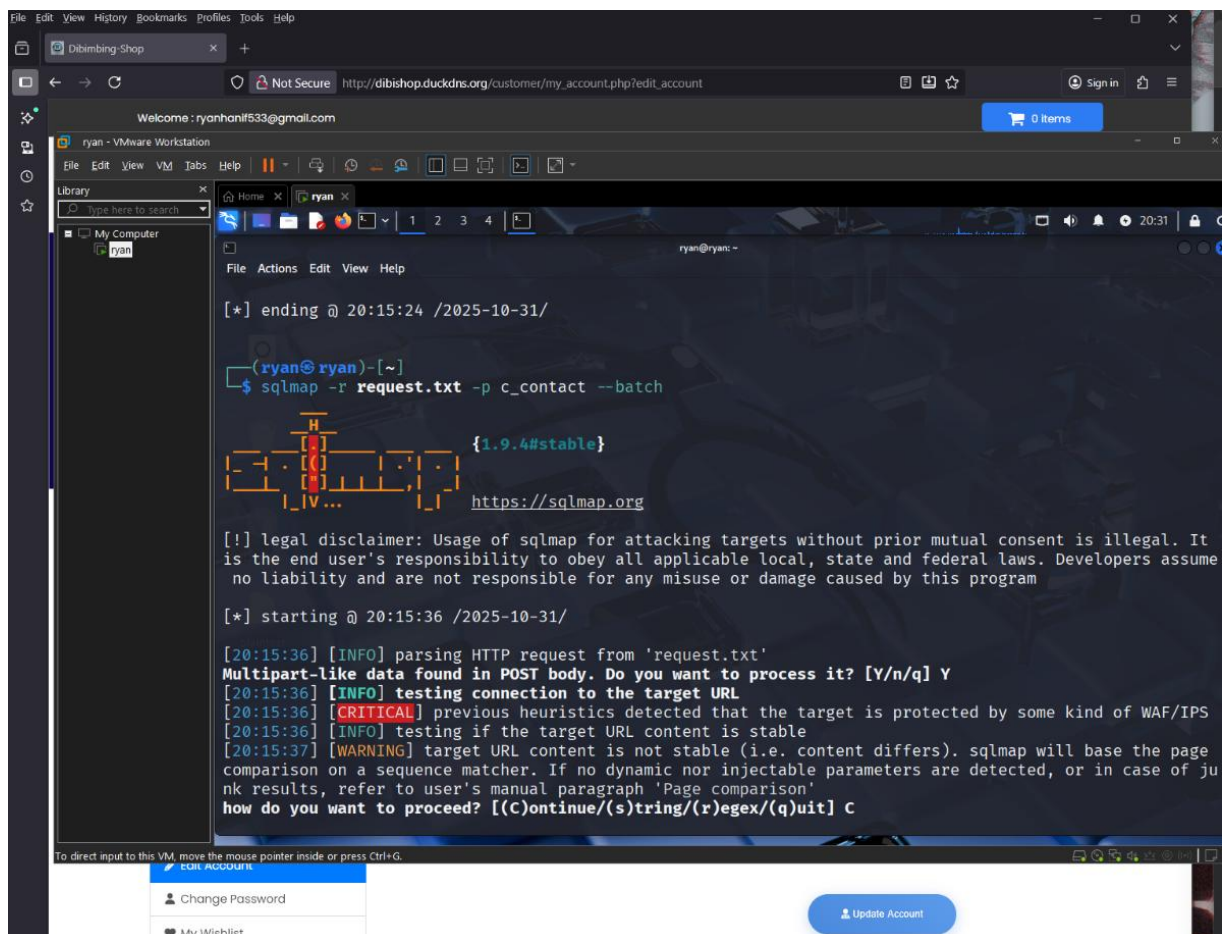 File Edit View History Bookmarks Profiles Tools Help
Dibimbing-Shop
Not Secure http://dibishop.duckdns.org/customer/my_account.php?edit_account
Sign in
Welcome : ryanhanif533@gmail.com
0 items
ryan - VMware Workstation
File Edit View VM Tabs Help
Library
Type here to search
My Computer
ryan
Home
ryan
1 2 3 4
20:31
ryan@ryan: ~
File Actions Edit View Help
[*] ending @ 20:15:24 /2025-10-31/
(ryan㉿ryan)-[~]
$ sqlmap -r request.txt -p c_contact --batch
{1.9.4#stable}
https://sqlmap.org
[!] legal disclaimer: Usage of sqlmap for attacking targets without prior mutual consent is illegal. It
is the end user's responsibility to obey all applicable local, state and federal laws. Developers assume
no liability and are not responsible for any misuse or damage caused by this program
[*] starting @ 20:15:36 /2025-10-31/
[20:15:36] [INFO] parsing HTTP request from 'request.txt'
Multipart-like data found in POST body. Do you want to process it? [Y/n/q] Y
[20:15:36] [INFO] testing connection to the target URL
[20:15:36] [CRITICAL] previous heuristics detected that the target is protected by some kind of WAF/IPS
[20:15:36] [INFO] testing if the target URL content is stable
[20:15:37] [WARNING] target URL content is not stable (i.e. content differs). sqlmap will base the page
comparison on a sequence matcher. If no dynamic nor injectable parameters are detected, or in case of ju
nk results, refer to user's manual paragraph 'Page comparison'
how do you want to proceed? [(C)ontinue/(s)tring/(r)egex/(q)uit] C
To direct input to this VM, move the mouse pointer inside or press Ctrl+G.
Edit Account
Change Password
My Wishlist
Update Account